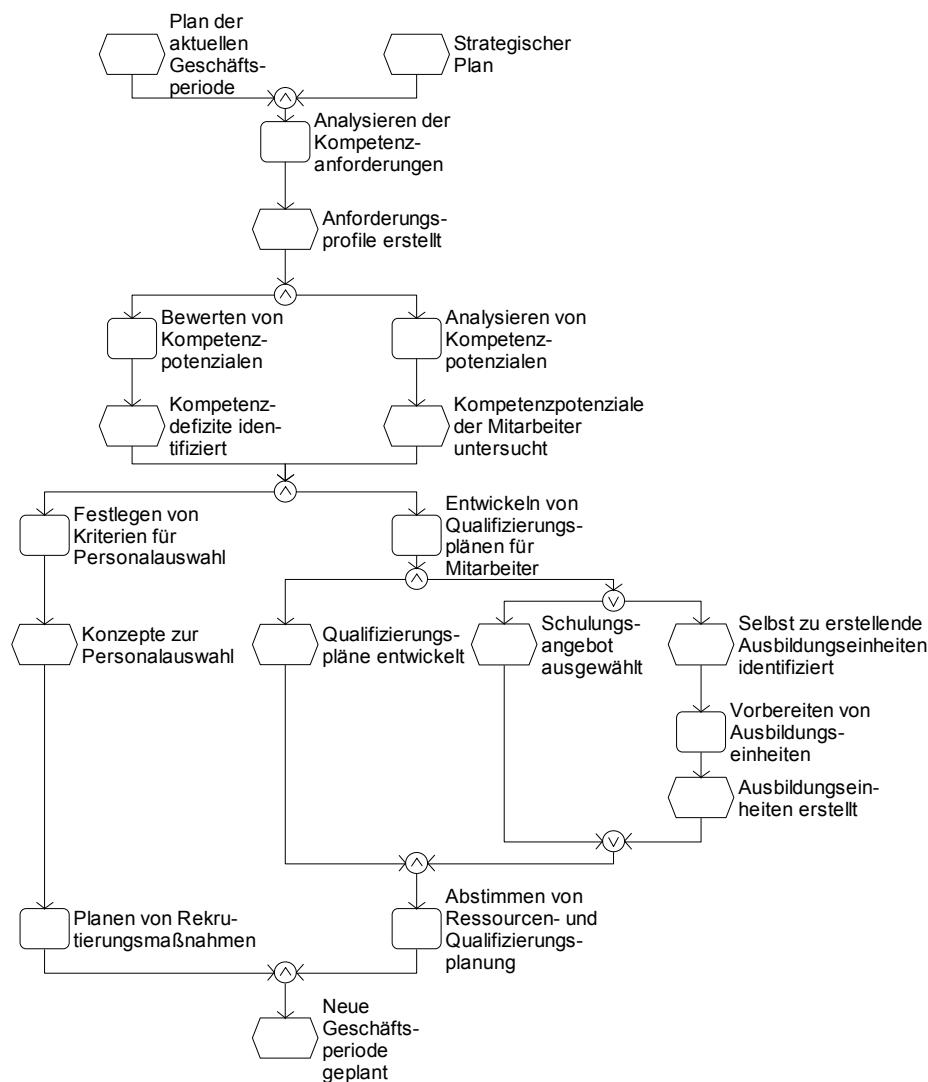 Plan der
aktuellen
Geschäfts-
periode
Strategischer
Plan
Analysieren der
Kompetenz-
anforderungen
Anforderungs-
profile erstellt
Bewerten von
Kompetenz-
potenzialen
Analysieren von
Kompetenz-
potenzialen
Kompetenz-
defizite iden-
tifiziert
Kompetenzpotenziale
der Mitarbeiter
untersucht
Festlegen von
Kriterien für
Personalauswahl
Entwickeln von
Qualifizierungs-
plänen für
Mitarbeiter
Konzepte zur
Personalauswahl
Qualifizierungs-
pläne entwickelt
Schulungs-
angebot
ausgewählt
Selbst zu erstellende
Ausbildungseinheiten
identifiziert
Vorbereiten von
Ausbildungs-
einheiten
Ausbildungsein-
heiten erstellt
Planen von Rekru-
tierungsmaßnahmen
Abstimmen von
Ressourcen- und
Qualifizierungs-
planung
Neue
Geschäfts-
periode
geplant